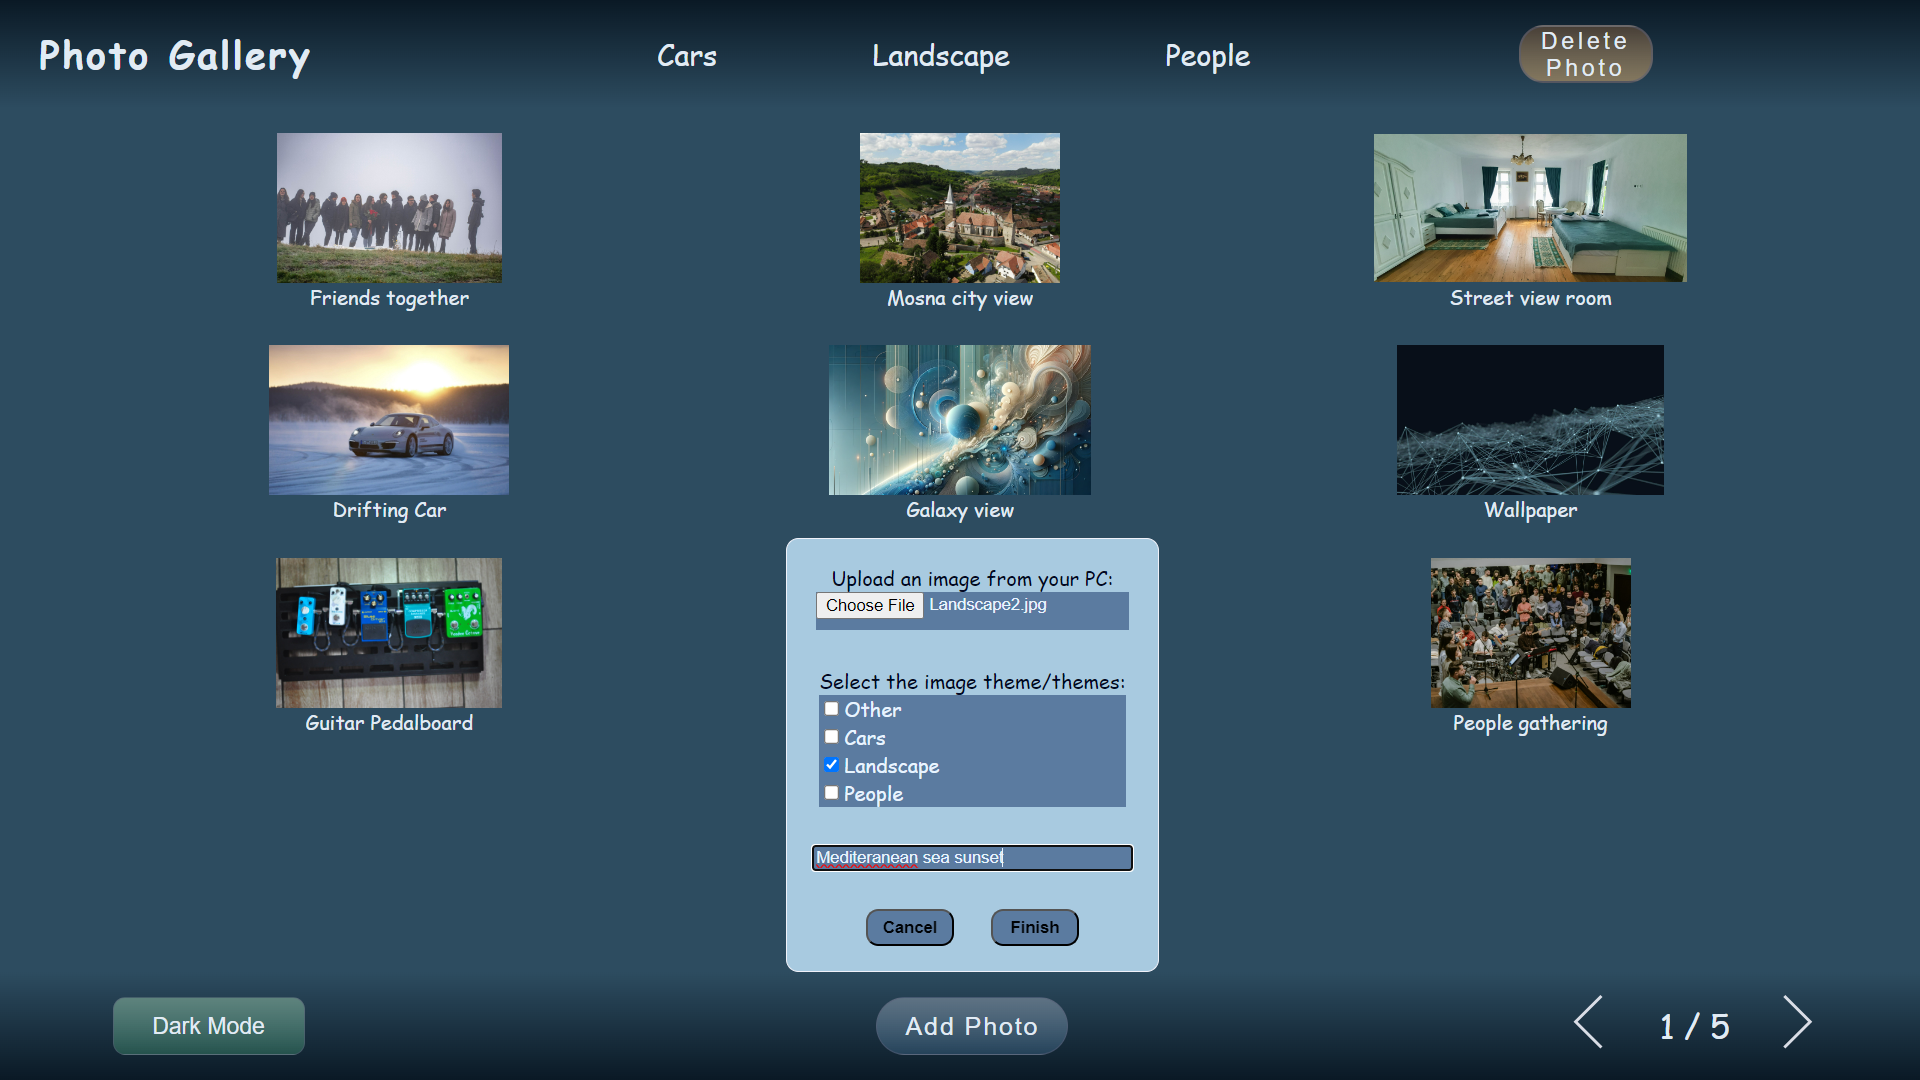 Photo Gallery
Cars
Landscape
People
Delete
Photo
Friends together
Mosna city view
Street view room
Drifting Car
Galaxy view
Wallpaper
Guitar Pedalboard
People gathering
Upload an image from your PC:
Choose File Landscape2.jpg
Select the image theme/themes:
Other
Cars
Landscape
People
Mediteranean sea sunset
Cancel
Finish
Dark Mode
Add Photo
1 / 5